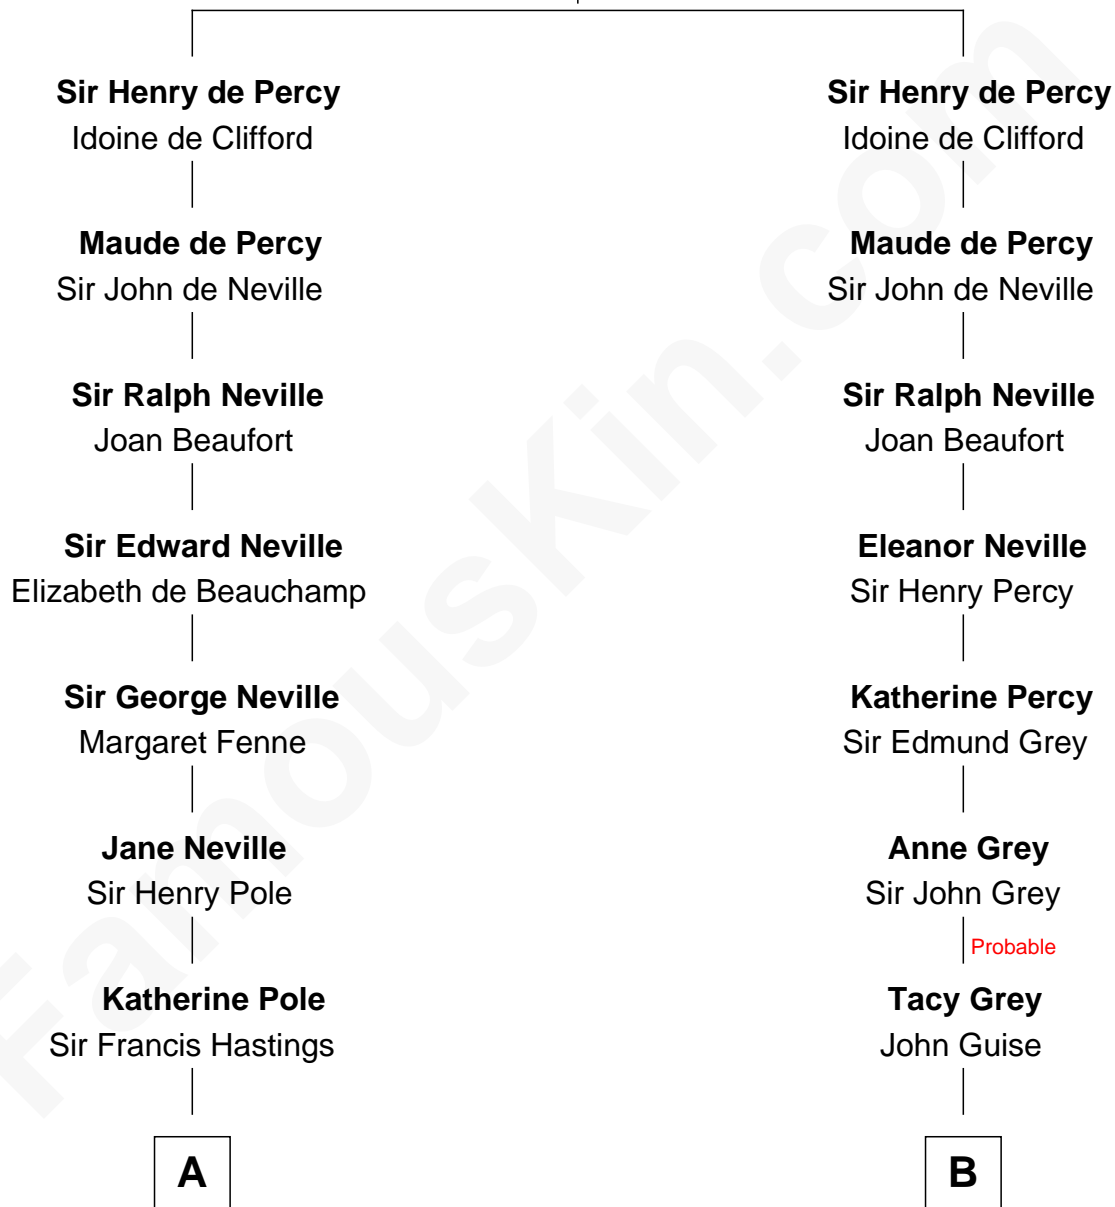 Sir Henry de Percy
Idoine de Clifford
Maude de Percy
Sir John de Neville
Sir Ralph Neville
Joan Beaufort
Sir Edward Neville
Elizabeth de Beauchamp
Sir George Neville
Margaret Fenne
Jane Neville
Sir Henry Pole
Katherine Pole
Sir Francis Hastings
A
Sir Henry de Percy
Idoine de Clifford
Maude de Percy
Sir John de Neville
Sir Ralph Neville
Joan Beaufort
Eleanor Neville
Sir Henry Percy
Katherine Percy
Sir Edmund Grey
Anne Grey
Sir John Grey
Probable
Tacy Grey
John Guise
B
FamousKin.com